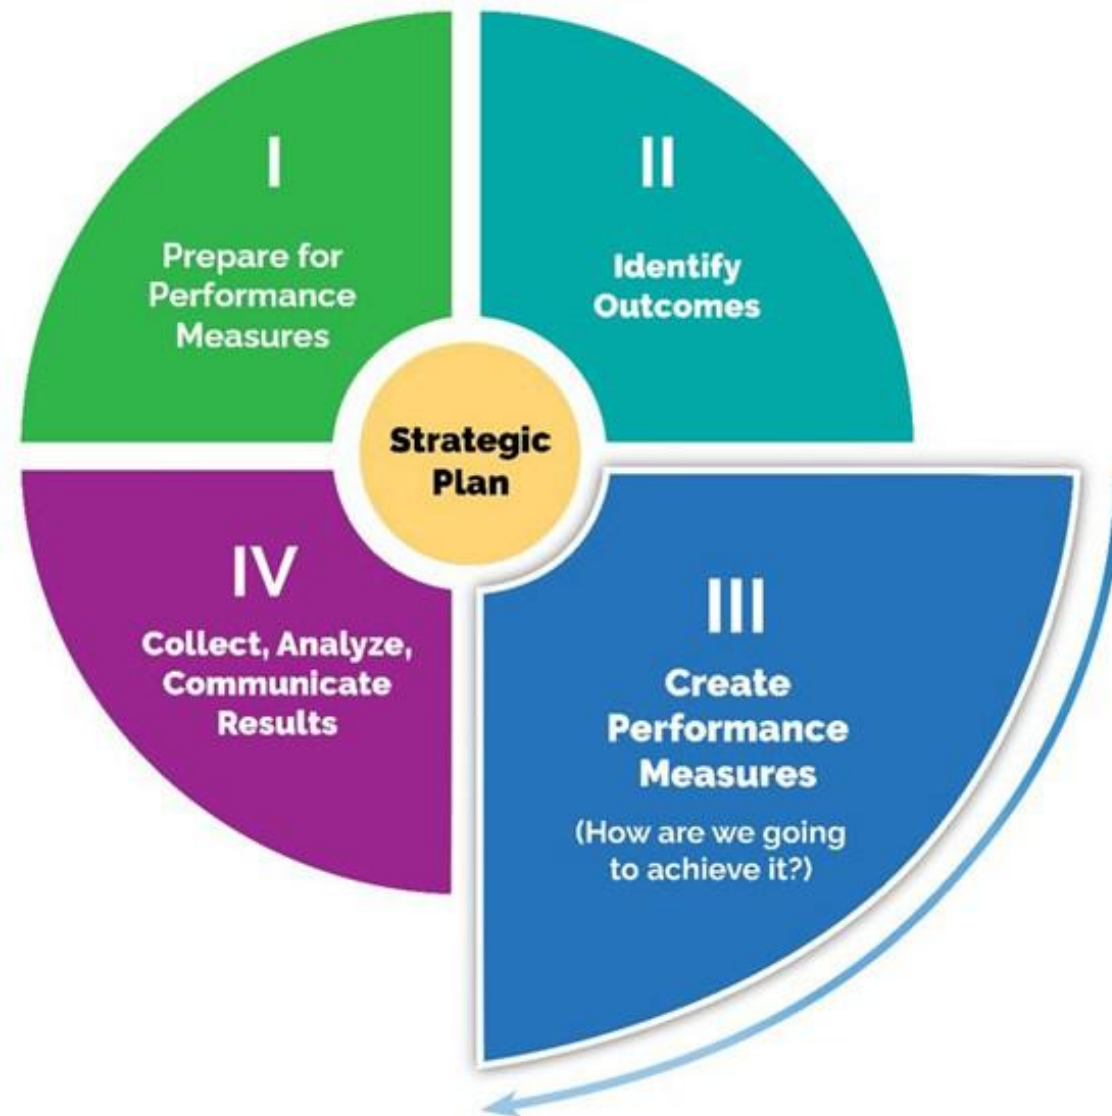 I
Prepare for
Performance
Measures
II
Identify
Outcomes
Strategic
Plan
III
Create
Performance
Measures
(How are we going
to achieve it?)
IV
Collect, Analyze,
Communicate
Results